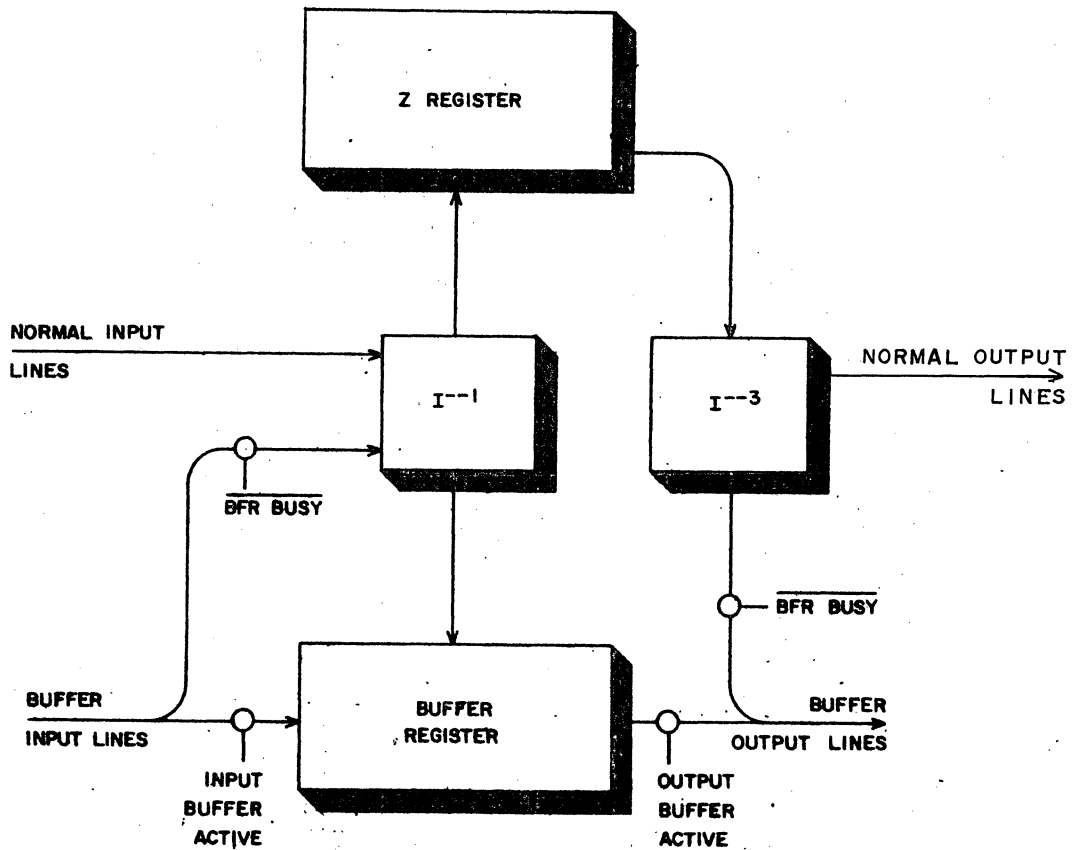 Z REGISTER
NORMAL INPUT
LINES
I--1
I--3
NORMAL OUTPUT
LINES
BFR BUSY
BFR BUSY
BUFFER
INPUT LINES
BUFFER
REGISTER
BUFFER
OUTPUT LINES
INPUT
BUFFER
ACTIVE
OUTPUT
BUFFER
ACTIVE